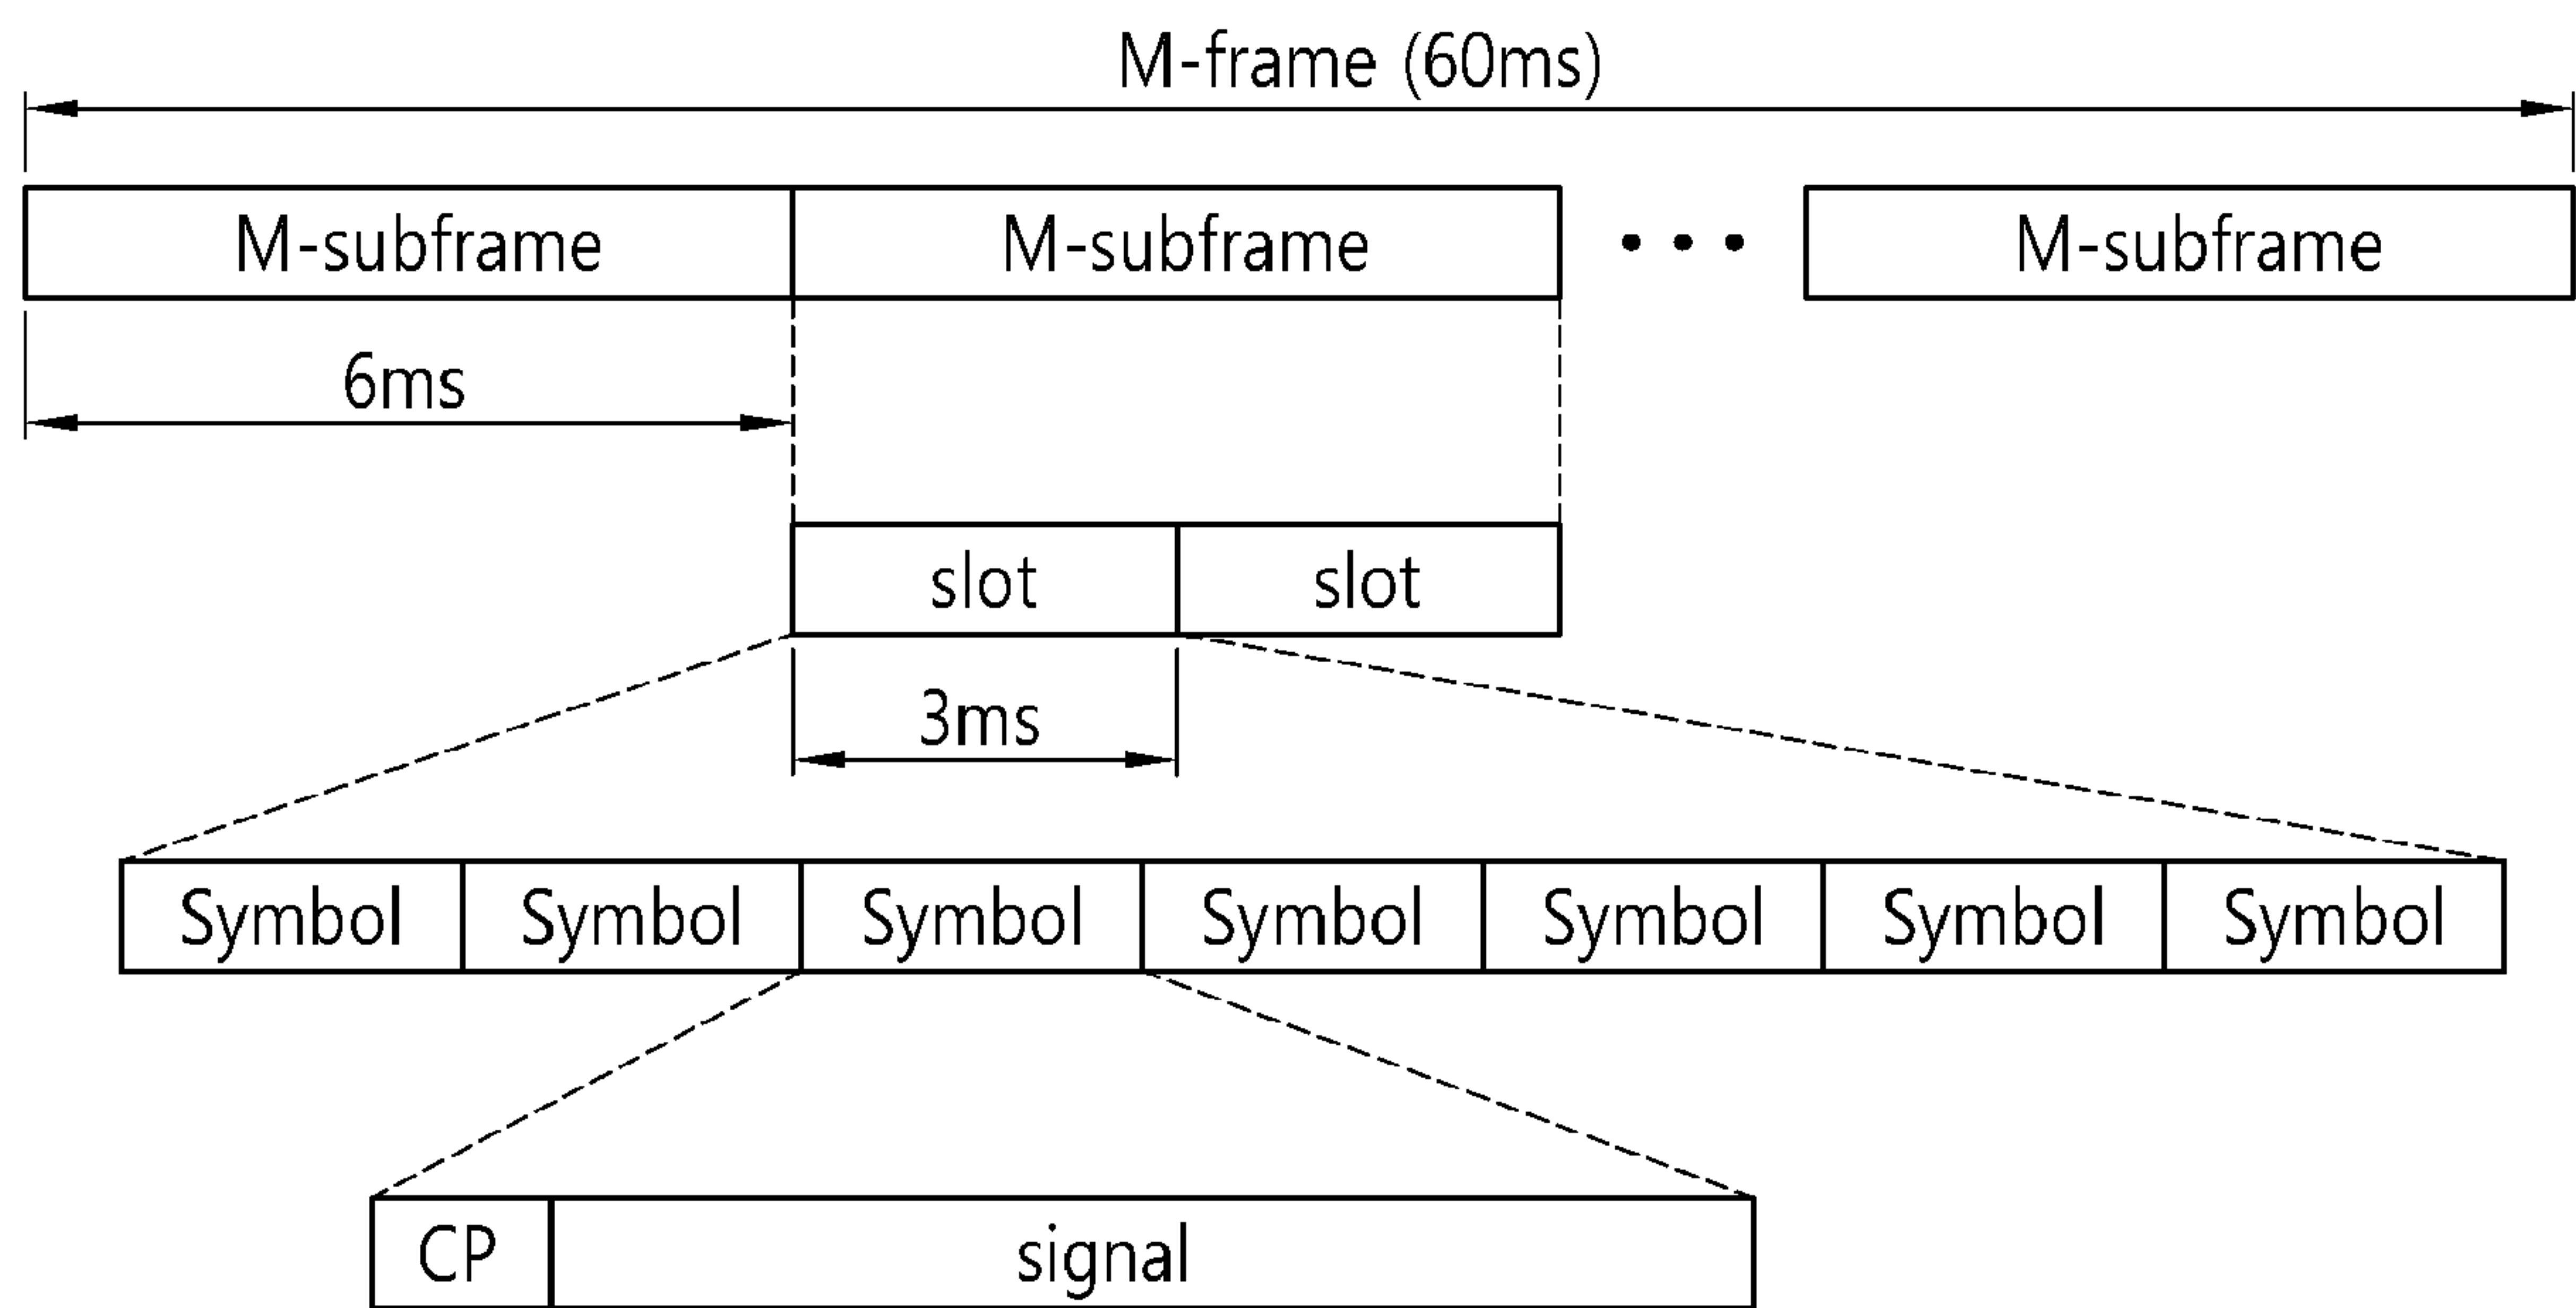 M-frame (60ms)
M-subframe M-subframe M-subframe
6ms
slot slot
3ms
Symbol Symbol Symbol Symbol Symbol Symbol Symbol
CP signal